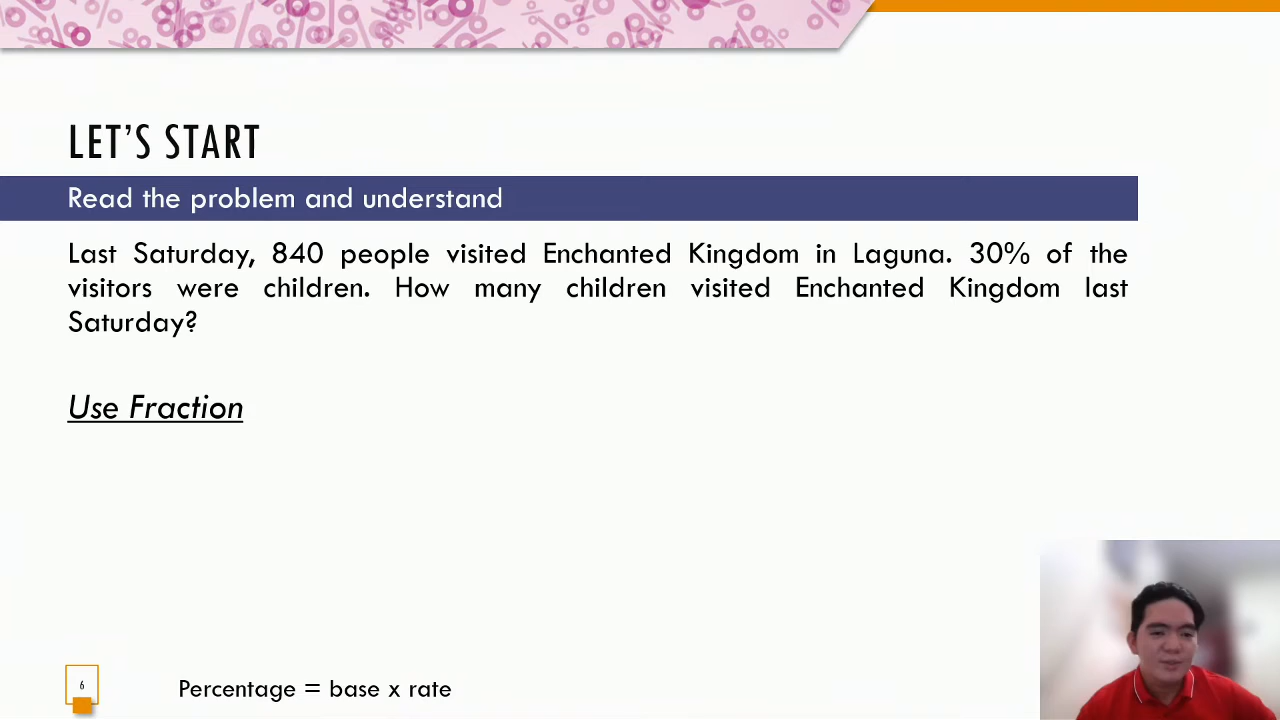 LET'S START
Read the problem and understand
Last Saturday, 840 people visited Enchanted Kingdom in Laguna. 30% of the
visitors were children. How many children visited Enchanted Kingdom last
Saturday?
Use Fraction
6
Percentage = base x rate